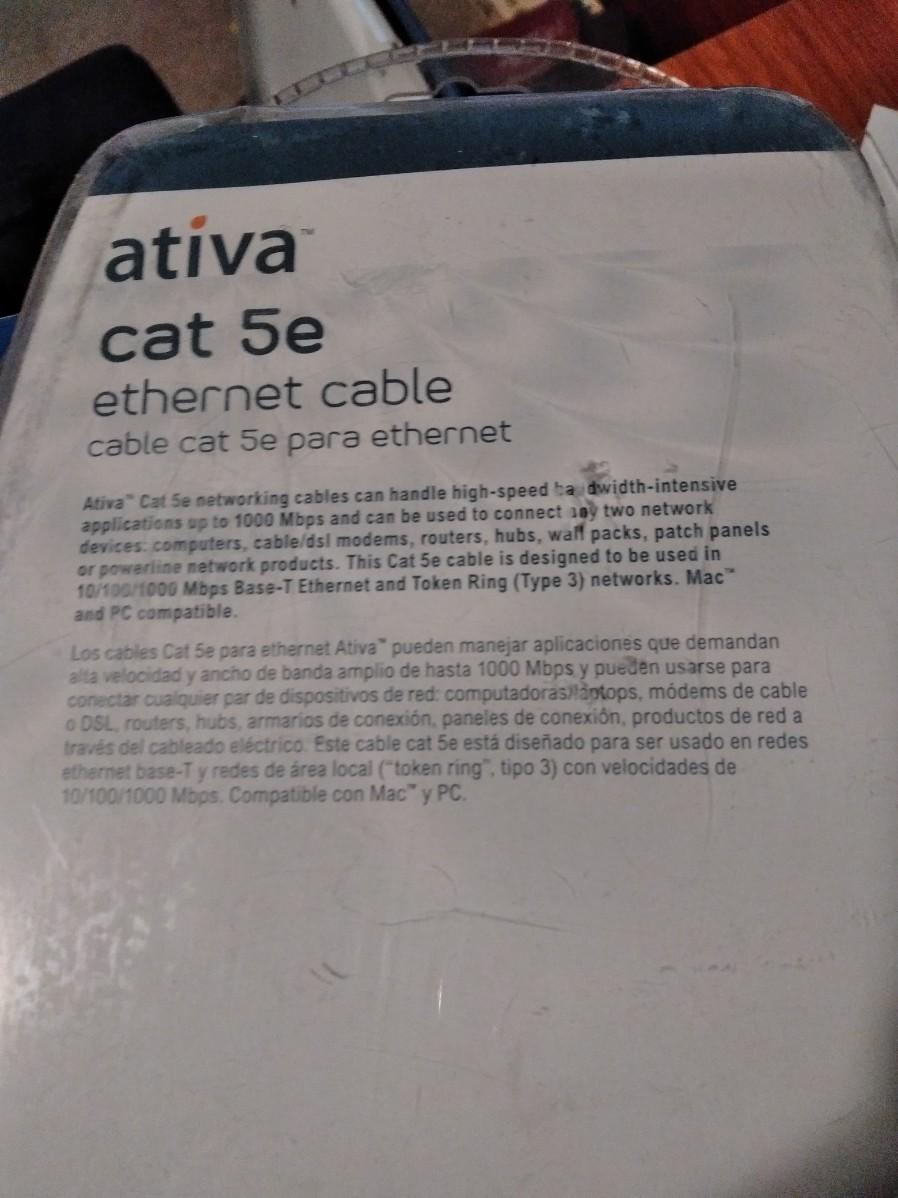 ativa™
cat 5e
ethernet cable
cable cat 5e para ethernet
Ativa™ Cat 5e networking cables can handle high-speed bandwidth-intensive
applications up to 1000 Mbps and can be used to connect any two network
devices: computers, cable/dsl modems, routers, hubs, wall packs, patch panels
or powerline network products. This Cat 5e cable is designed to be used in
10/100/1000 Mbps Base-T Ethernet and Token Ring (Type 3) networks. Mac™
and PC compatible.
Los cables Cat 5e para ethernet Ativa™ pueden manejar aplicaciones que demandan
alta velocidad y ancho de banda amplio de hasta 1000 Mbps y pueden usarse para
conectar cualquier par de dispositivos de red: computadoras/laptops, módems de cable
o DSL, routers, hubs, armarios de conexión, paneles de conexión, productos de red a
través del cableado eléctrico. Este cable cat 5e está diseñado para ser usado en redes
ethernet base-T y redes de área local ("token ring", tipo 3) con velocidades de
10/100/1000 Mbps. Compatible con Mac™ y PC.